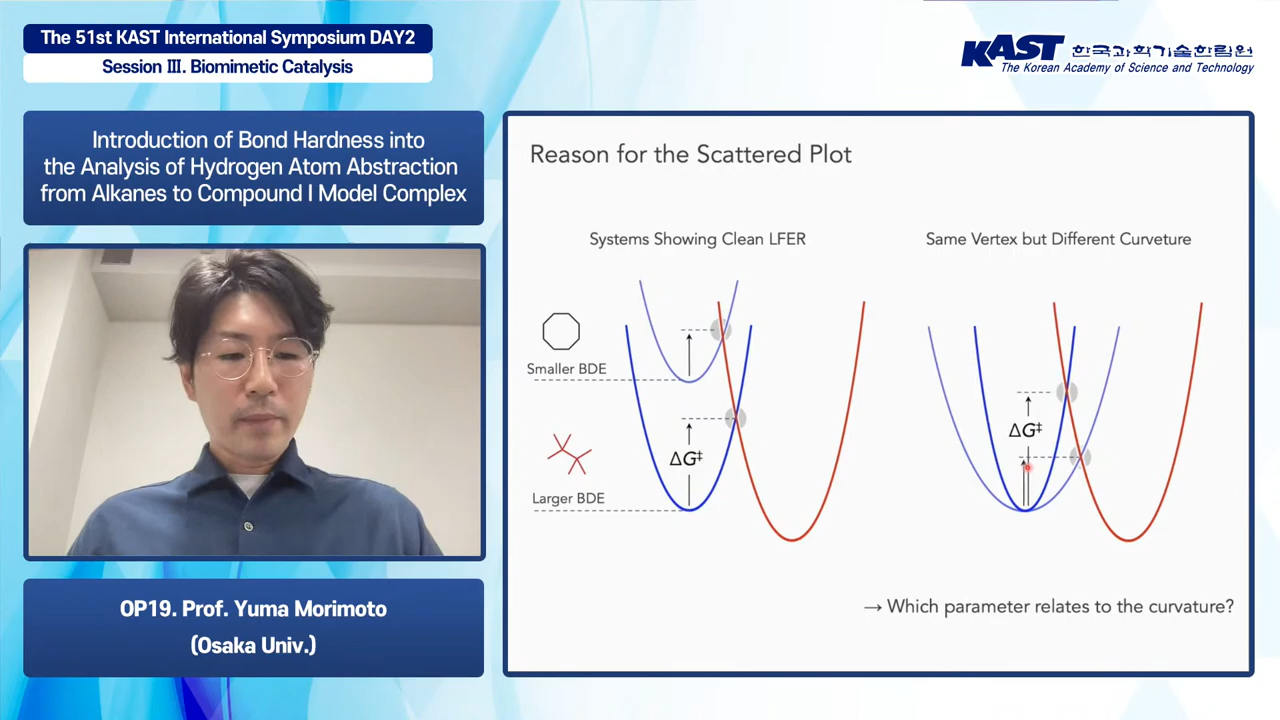 The 51st KAST International Symposium DAY2
Session Ⅲ. Biomimetic Catalysis
KAST 한국과학기술한림원
The Korean Academy of Science and Technology
Introduction of Bond Hardness into
the Analysis of Hydrogen Atom Abstraction
from Alkanes to Compound I Model Complex
OP19. Prof. Yuma Morimoto
(Osaka Univ.)
Reason for the Scattered Plot
Systems Showing Clean LFER
Same Vertex but Different Curveture
Smaller BDE
ΔG‡
Larger BDE
ΔG‡
→ Which parameter relates to the curvature?